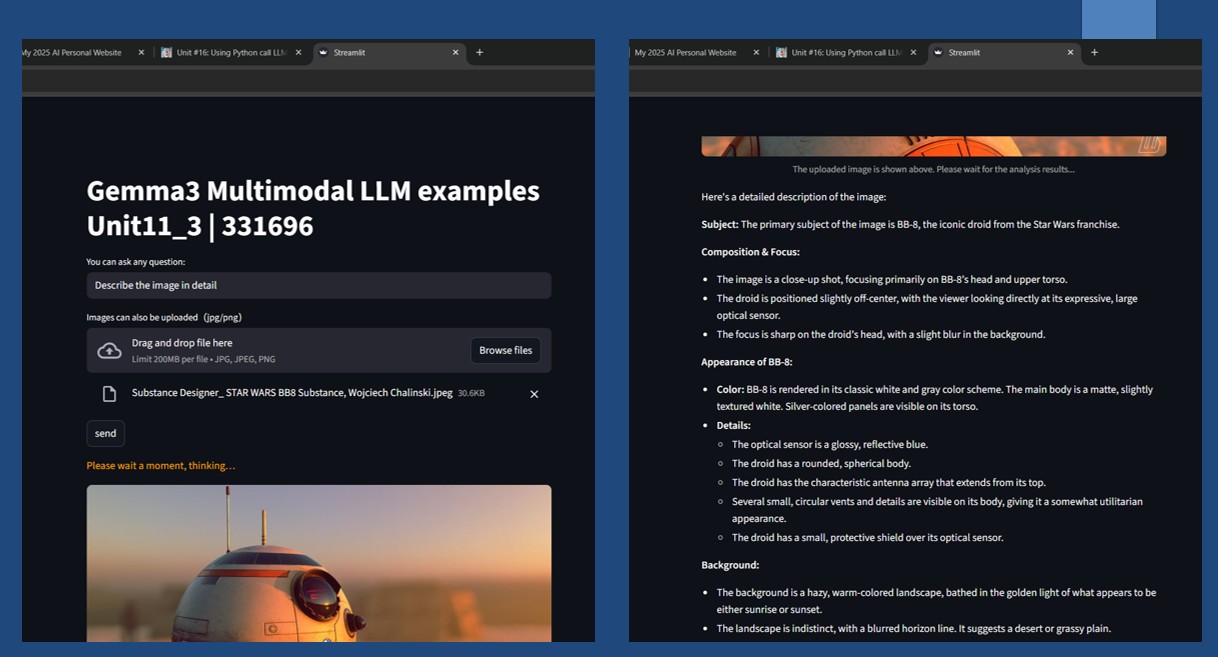 My 2025 AI Personal Website
Unit #16: Using Python call LLM
Streamlit
Gemma3 Multimodal LLM examples
Unit11_3 | 331696
You can ask any question:
Describe the image in detail
Images can also be uploaded（jpg/png）
Drag and drop file here
Limit 200MB per file • JPG, JPEG, PNG
Browse files
Substance Designer_ STAR WARS BB8 Substance, Wojciech Chalinski.jpeg 30.6KB
send
Please wait a moment, thinking…
My 2025 AI Personal Website
Unit #16: Using Python call LLM
Streamlit
The uploaded image is shown above. Please wait for the analysis results...
Here's a detailed description of the image:
Subject: The primary subject of the image is BB-8, the iconic droid from the Star Wars franchise.
Composition & Focus:
• The image is a close-up shot, focusing primarily on BB-8's head and upper torso.
• The droid is positioned slightly off-center, with the viewer looking directly at its expressive, large
optical sensor.
• The focus is sharp on the droid's head, with a slight blur in the background.
Appearance of BB-8:
• Color: BB-8 is rendered in its classic white and gray color scheme. The main body is a matte, slightly
textured white. Silver-colored panels are visible on its torso.
• Details:
○ The optical sensor is a glossy, reflective blue.
○ The droid has a rounded, spherical body.
○ The droid has the characteristic antenna array that extends from its top.
○ Several small, circular vents and details are visible on its body, giving it a somewhat utilitarian
appearance.
○ The droid has a small, protective shield over its optical sensor.
Background:
• The background is a hazy, warm-colored landscape, bathed in the golden light of what appears to be
either sunrise or sunset.
• The landscape is indistinct, with a blurred horizon line. It suggests a desert or grassy plain.